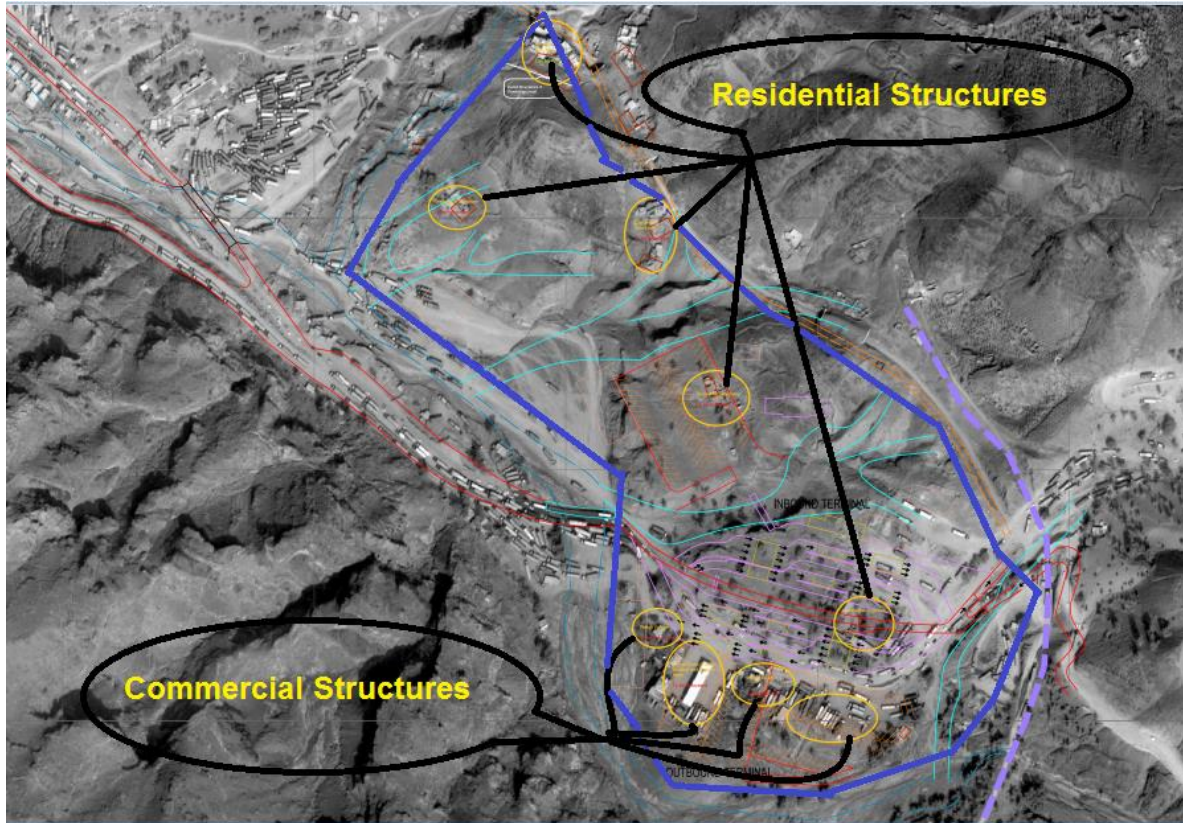 Residential Structures
INBOUND TERMINAL
Commercial Structures
OUTBOUND TERMINAL